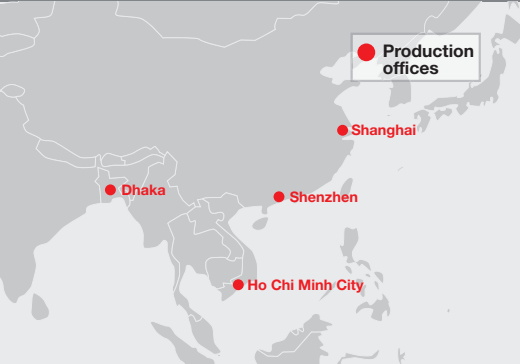 Production
offices
Shanghai
Dhaka
Shenzhen
Ho Chi Minh City